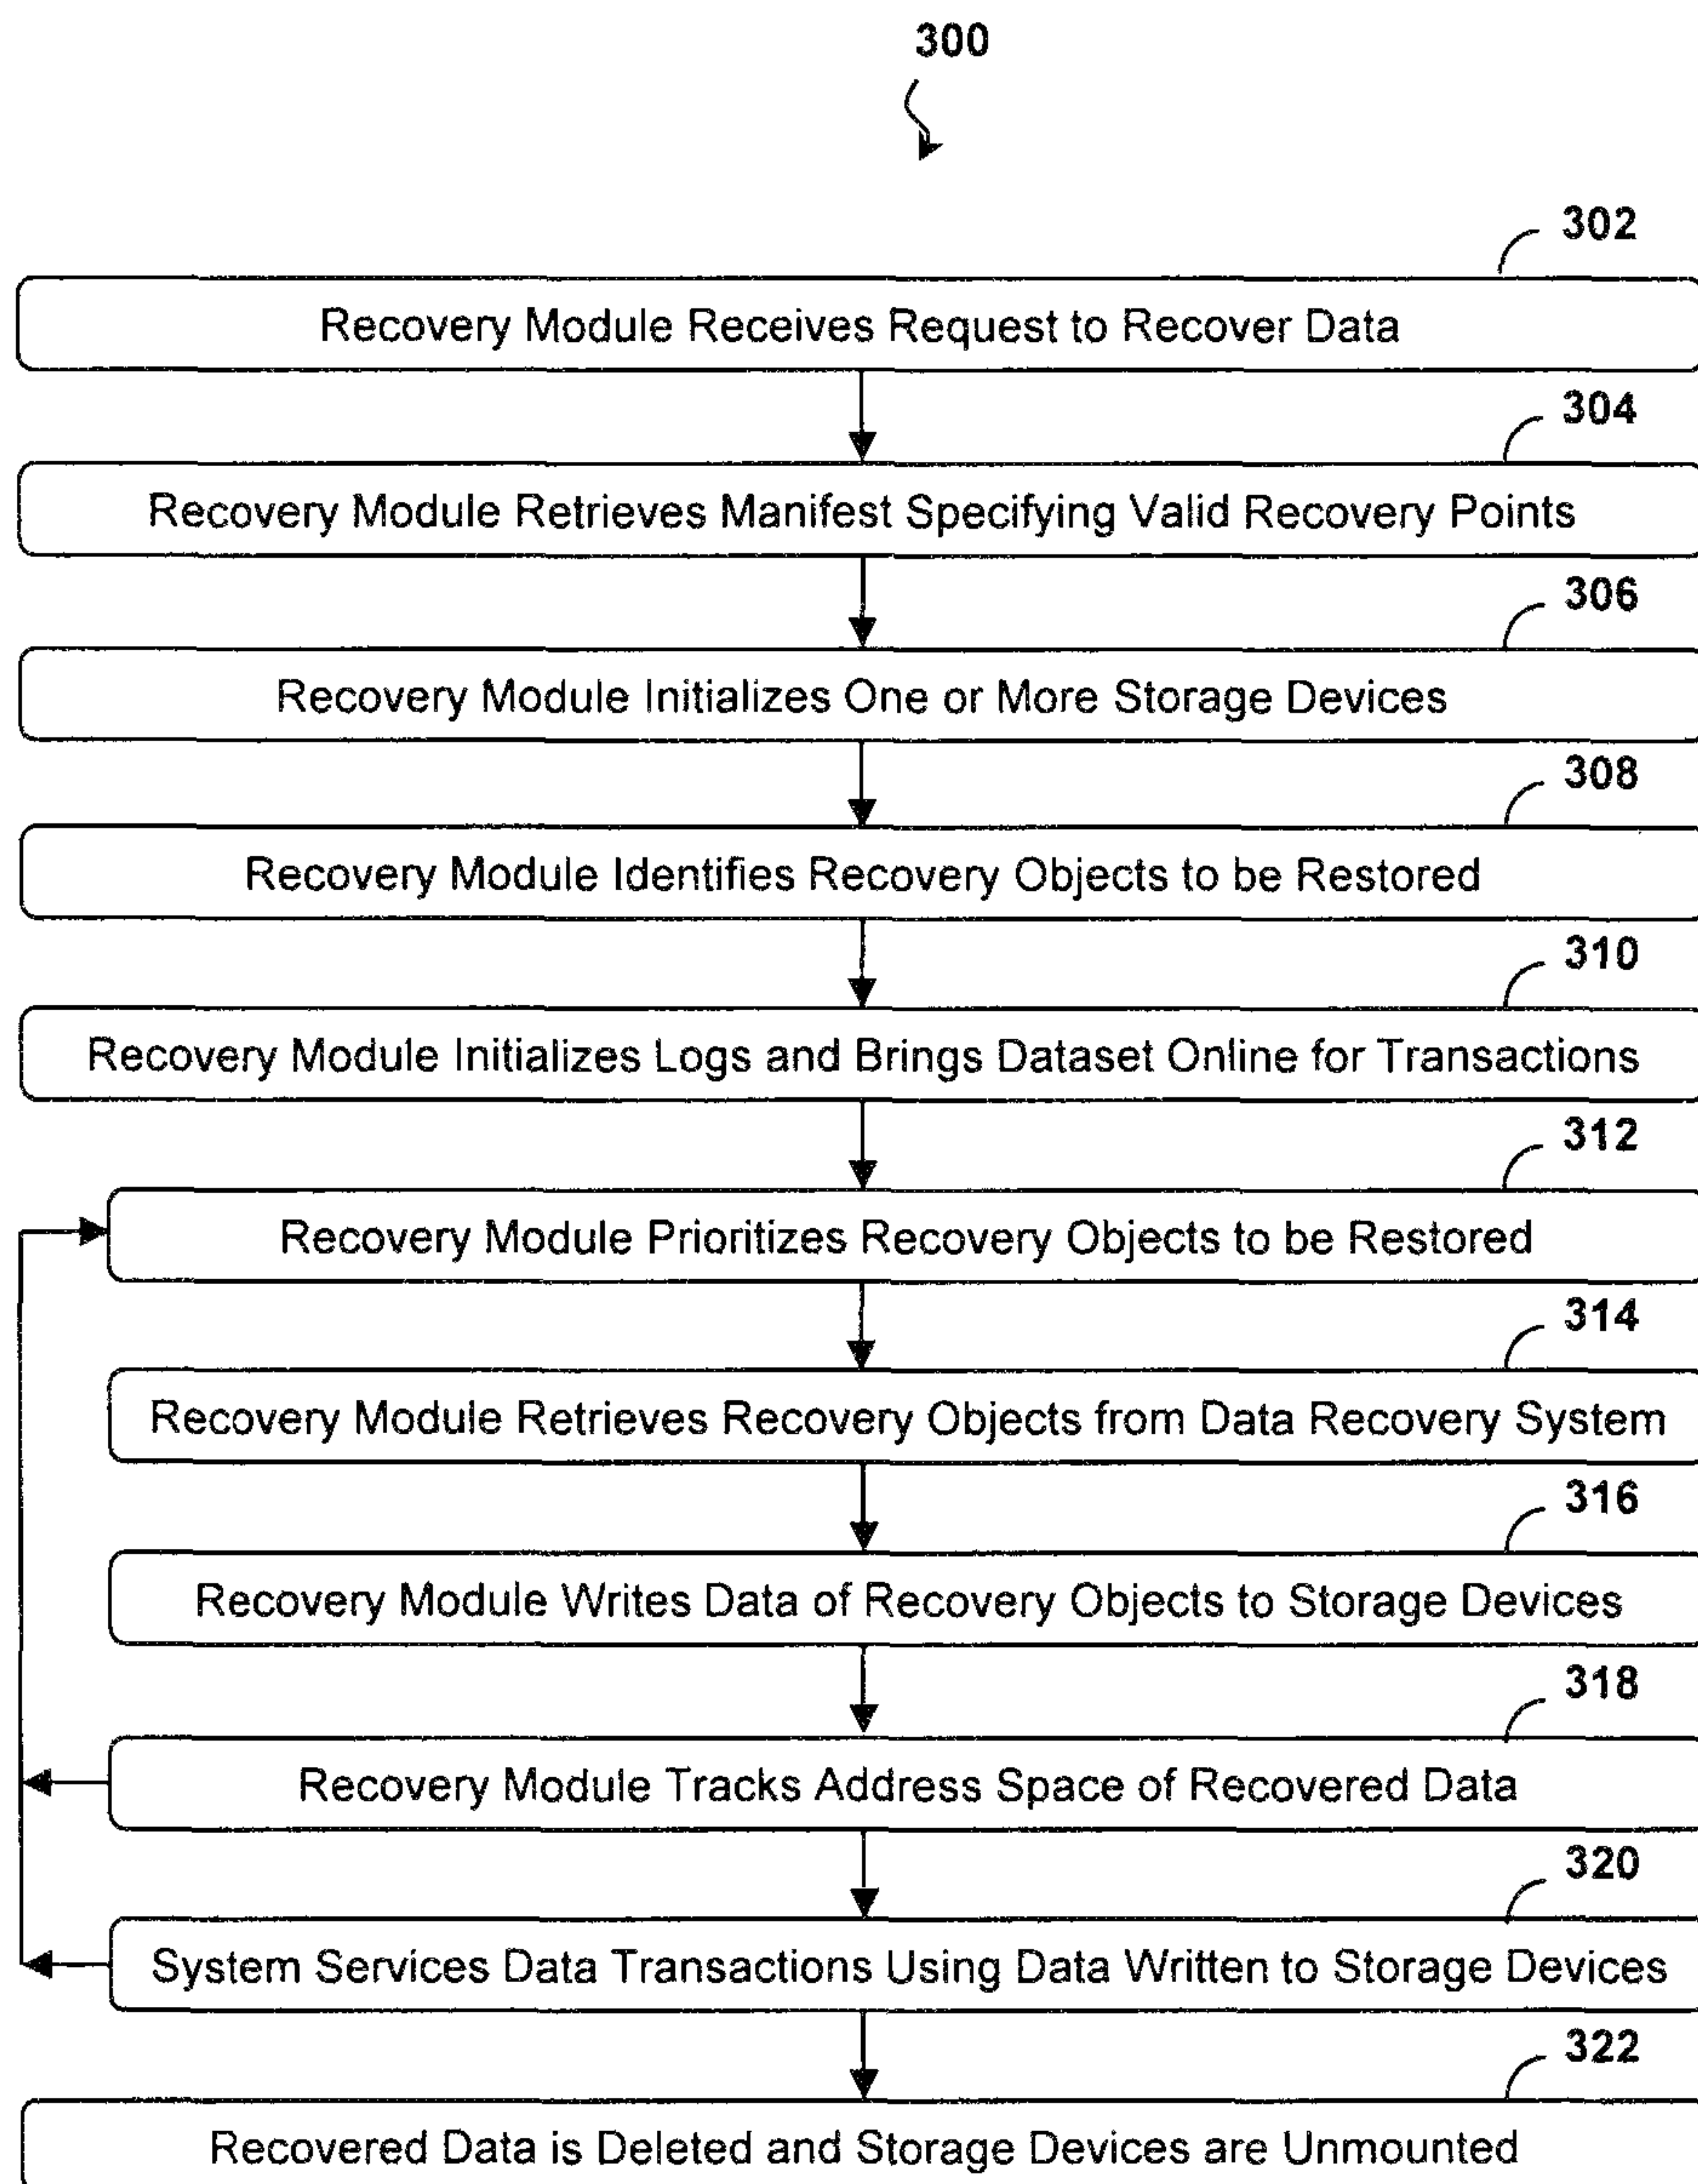 300
302
Recovery Module Receives Request to Recover Data
304
Recovery Module Retrieves Manifest Specifying Valid Recovery Points
306
Recovery Module Initializes One or More Storage Devices
308
Recovery Module Identifies Recovery Objects to be Restored
310
Recovery Module Initializes Logs and Brings Dataset Online for Transactions
312
Recovery Module Prioritizes Recovery Objects to be Restored
314
Recovery Module Retrieves Recovery Objects from Data Recovery System
316
Recovery Module Writes Data of Recovery Objects to Storage Devices
318
Recovery Module Tracks Address Space of Recovered Data
320
System Services Data Transactions Using Data Written to Storage Devices
322
Recovered Data is Deleted and Storage Devices are Unmounted